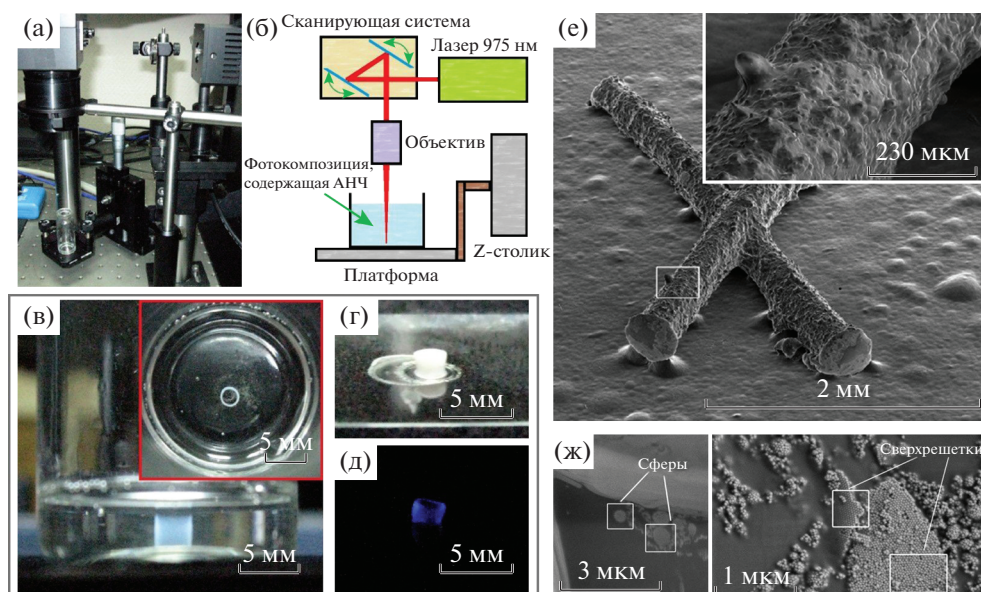 (а)
(б)
Сканирующая система
Лазер 975 нм
Объектив
Фотокомпозиция,
содержащая АНЧ
Z-столик
Платформа
(в)
5 мм
5 мм
(г)
5 мм
(д)
5 мм
(е)
230 мкм
2 мм
(ж)
Сферы
3 мкм
Сверхрешетки
1 мкм